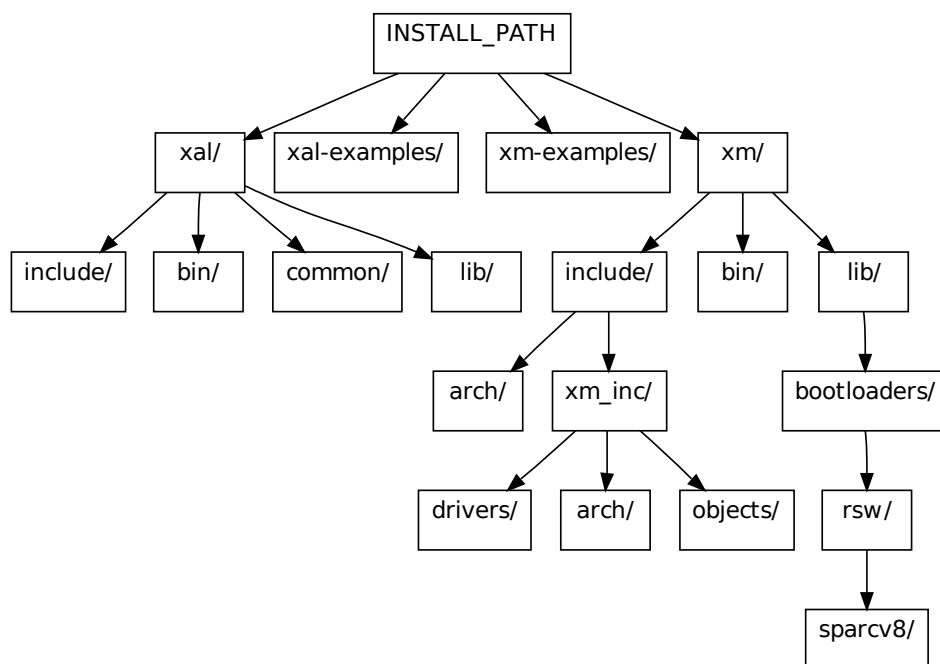 INSTALL_PATH
xal/
xal-examples/
xm-examples/
xm/
include/
bin/
common/
lib/
include/
bin/
lib/
arch/
xm_inc/
bootloaders/
drivers/
arch/
objects/
rsw/
sparcv8/